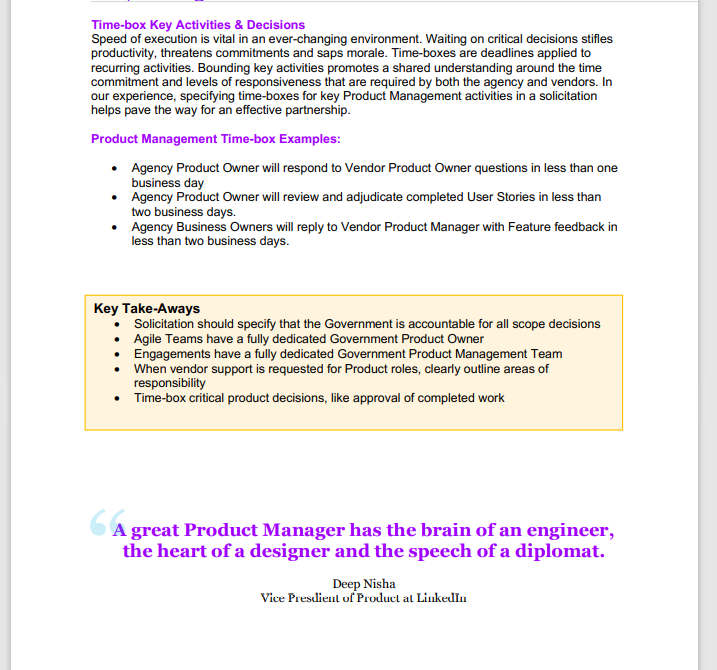 Time-box Key Activities & Decisions
Speed of execution is vital in an ever-changing environment. Waiting on critical decisions stifles
productivity, threatens commitments and saps morale. Time-boxes are deadlines applied to
recurring activities. Bounding key activities promotes a shared understanding around the time
commitment and levels of responsiveness that are required by both the agency and vendors. In
our experience, specifying time-boxes for key Product Management activities in a solicitation
helps pave the way for an effective partnership.
Product Management Time-box Examples:
• Agency Product Owner will respond to Vendor Product Owner questions in less than one
business day
• Agency Product Owner will review and adjudicate completed User Stories in less than
two business days.
• Agency Business Owners will reply to Vendor Product Manager with Feature feedback in
less than two business days.
Key Take-Aways
• Solicitation should specify that the Government is accountable for all scope decisions
• Agile Teams have a fully dedicated Government Product Owner
• Engagements have a fully dedicated Government Product Management Team
• When vendor support is requested for Product roles, clearly outline areas of
responsibility
• Time-box critical product decisions, like approval of completed work
“A great Product Manager has the brain of an engineer,
the heart of a designer and the speech of a diplomat.
Deep Nisha
Vice Presdient of Product at LinkedIn